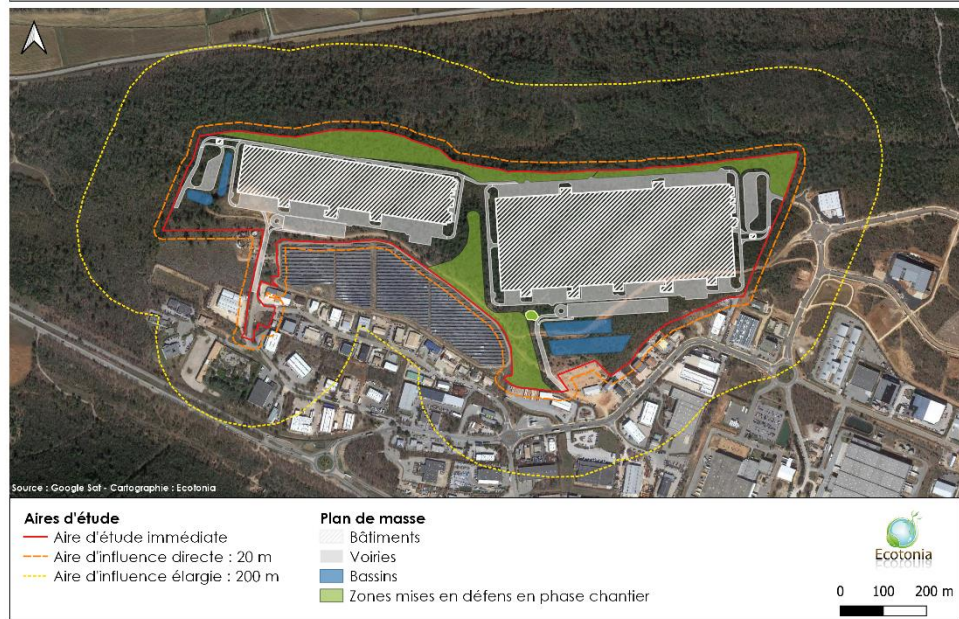 Source : Google Sat - Cartographie : Ecotonia
Aires d'étude
Aire d'étude immédiate
Aire d'influence directe : 20 m
Aire d'influence élargie : 200 m
Plan de masse
Bâtiments
Voiries
Bassins
Zones mises en défens en phase chantier
Ecotonia
0 100 200 m